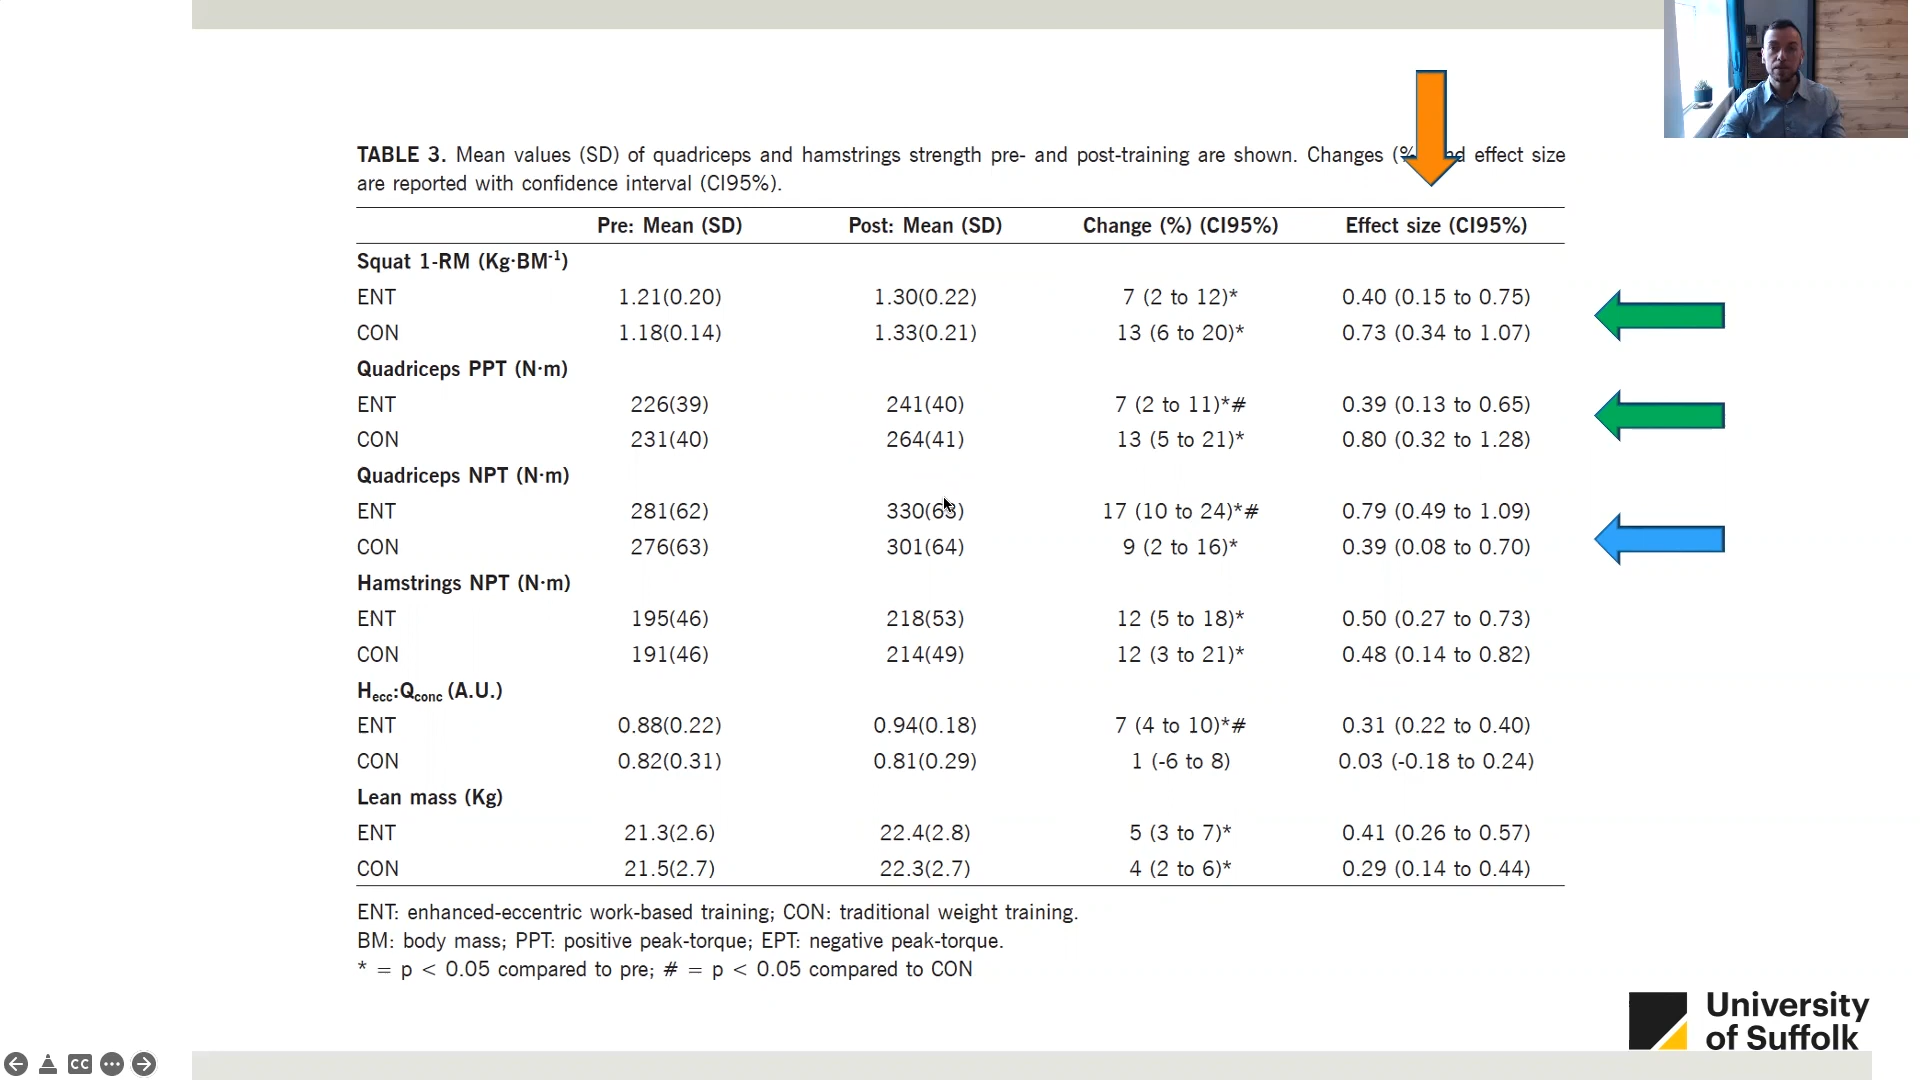 TABLE 3. Mean values (SD) of quadriceps and hamstrings strength pre- and post-training are shown. Changes (% effect size
are reported with confidence interval (CI95%).
Pre: Mean (SD) Post: Mean (SD) Change (%) (CI95%) Effect size (CI95%)
Squat 1-RM (Kg·BM⁻¹)
ENT 1.21(0.20) 1.30(0.22) 7 (2 to 12)* 0.40 (0.15 to 0.75)
CON 1.18(0.14) 1.33(0.21) 13 (6 to 20)* 0.73 (0.34 to 1.07)
Quadriceps PPT (N·m)
ENT 226(39) 241(40) 7 (2 to 11)*# 0.39 (0.13 to 0.65)
CON 231(40) 264(41) 13 (5 to 21)* 0.80 (0.32 to 1.28)
Quadriceps NPT (N·m)
ENT 281(62) 330(63) 17 (10 to 24)*# 0.79 (0.49 to 1.09)
CON 276(63) 301(64) 9 (2 to 16)* 0.39 (0.08 to 0.70)
Hamstrings NPT (N·m)
ENT 195(46) 218(53) 12 (5 to 18)* 0.50 (0.27 to 0.73)
CON 191(46) 214(49) 12 (3 to 21)* 0.48 (0.14 to 0.82)
Hecc:Qconc (A.U.)
ENT 0.88(0.22) 0.94(0.18) 7 (4 to 10)*# 0.31 (0.22 to 0.40)
CON 0.82(0.31) 0.81(0.29) 1 (-6 to 8) 0.03 (-0.18 to 0.24)
Lean mass (Kg)
ENT 21.3(2.6) 22.4(2.8) 5 (3 to 7)* 0.41 (0.26 to 0.57)
CON 21.5(2.7) 22.3(2.7) 4 (2 to 6)* 0.29 (0.14 to 0.44)
ENT: enhanced-eccentric work-based training; CON: traditional weight training.
BM: body mass; PPT: positive peak-torque; EPT: negative peak-torque.
* = p < 0.05 compared to pre; # = p < 0.05 compared to CON
University
of Suffolk
CC